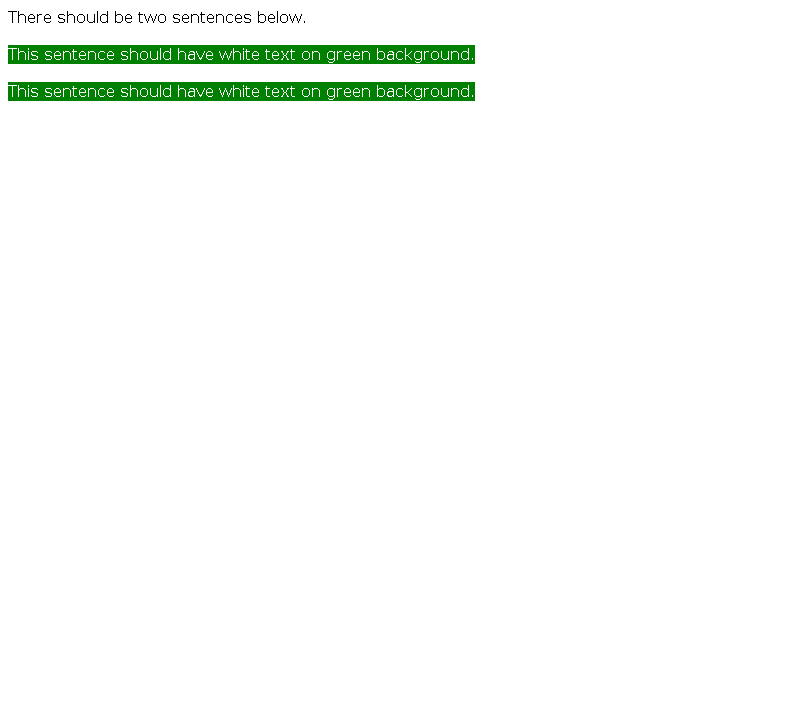 There should be two sentences below.
This sentence should have white text on green background.
This sentence should have white text on green background.